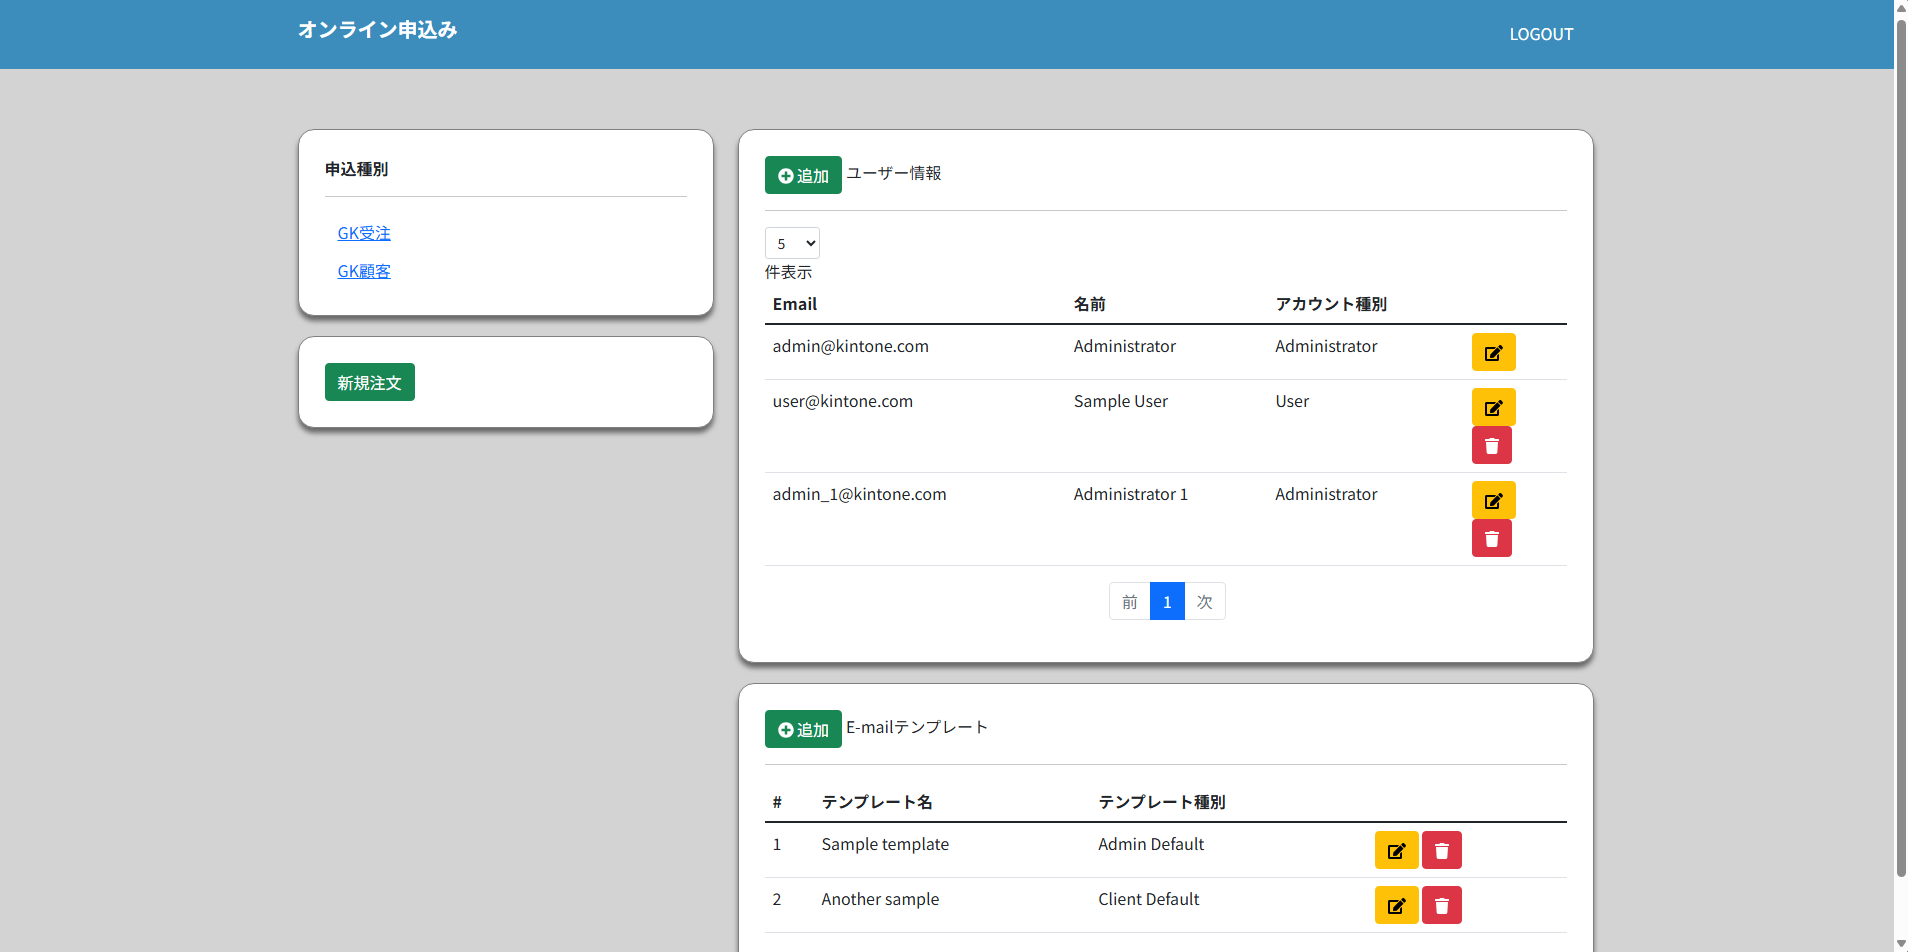 オンライン申込み
LOGOUT
申込種別
GK受注
GK顧客
新規注文
追加 ユーザー情報
5
件表示
Email 名前 アカウント種別
admin@kintone.com Administrator Administrator
user@kintone.com Sample User User
admin_1@kintone.com Administrator 1 Administrator
前 1 次
追加 E-mailテンプレート
# テンプレート名 テンプレート種別
1 Sample template Admin Default
2 Another sample Client Default